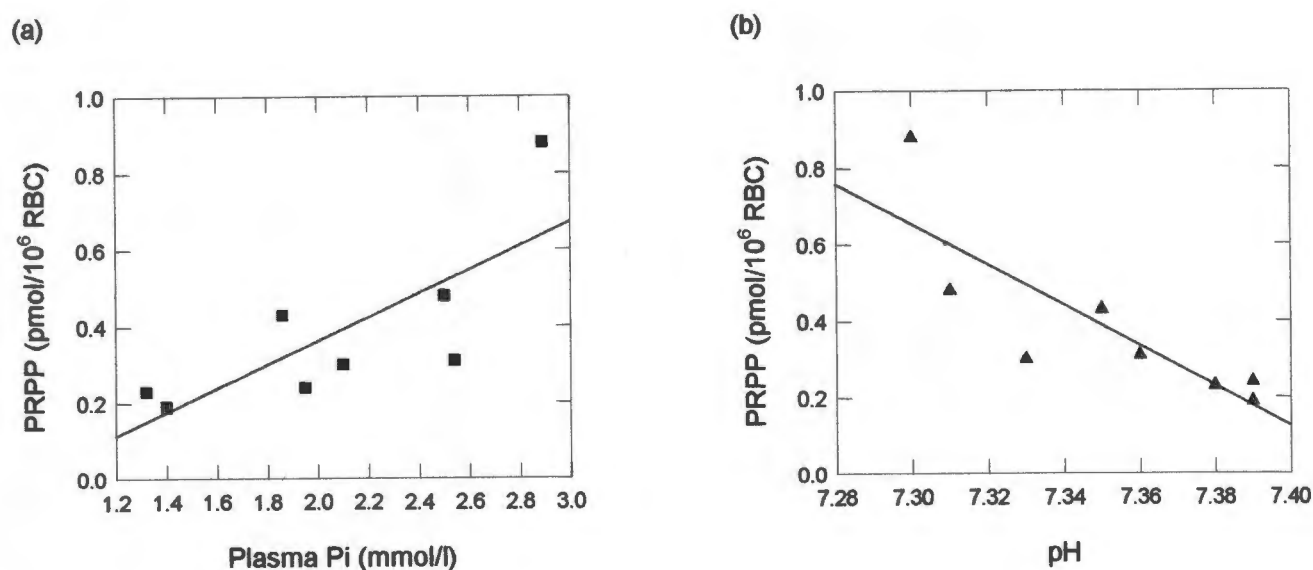 (a)
PRPP (pmol/10⁶ RBC)
1.0
0.8
0.6
0.4
0.2
0.0
1.2 1.4 1.6 1.8 2.0 2.2 2.4 2.6 2.8 3.0
Plasma Pi (mmol/l)
(b)
PRPP (pmol/10⁶ RBC)
1.0
0.8
0.6
0.4
0.2
0.0
7.28 7.30 7.32 7.34 7.36 7.38 7.40
pH